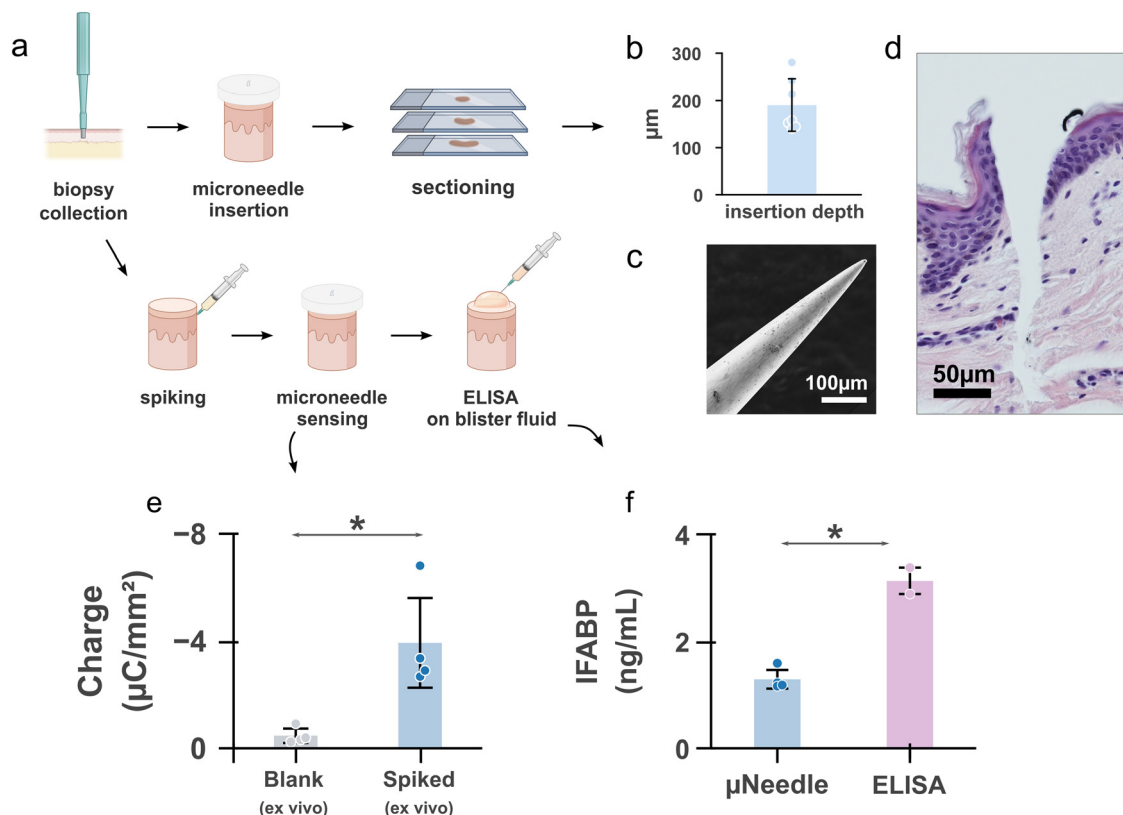 a
biopsy
collection
microneedle
insertion
sectioning
spiking
microneedle
sensing
ELISA
on blister fluid
b
300
200
100
0
µm
insertion depth
c
100µm
d
50µm
e
−8
−4
0
Charge
(µC/mm²)
*
Blank
(ex vivo)
Spiked
(ex vivo)
f
4
2
0
IFABP
(ng/mL)
*
µNeedle
ELISA